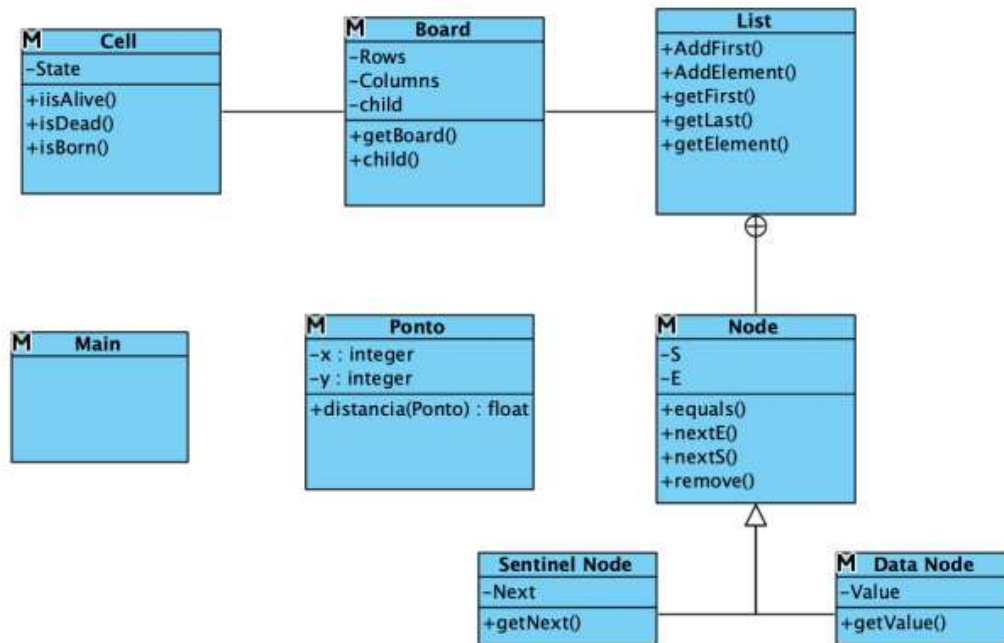 M Cell
-State
+iisAlive()
+isDead()
+isBorn()
M Board
-Rows
-Columns
-child
+getBoard()
+child()
List
+AddFirst()
+AddElement()
+getFirst()
+getLast()
+getElement()
M Main
M Ponto
-x : integer
-y : integer
+distancia(Ponto) : float
M Node
-S
-E
+equals()
+nextE()
+nextS()
+remove()
Sentinel Node
-Next
+getNext()
M Data Node
-Value
+getValue()